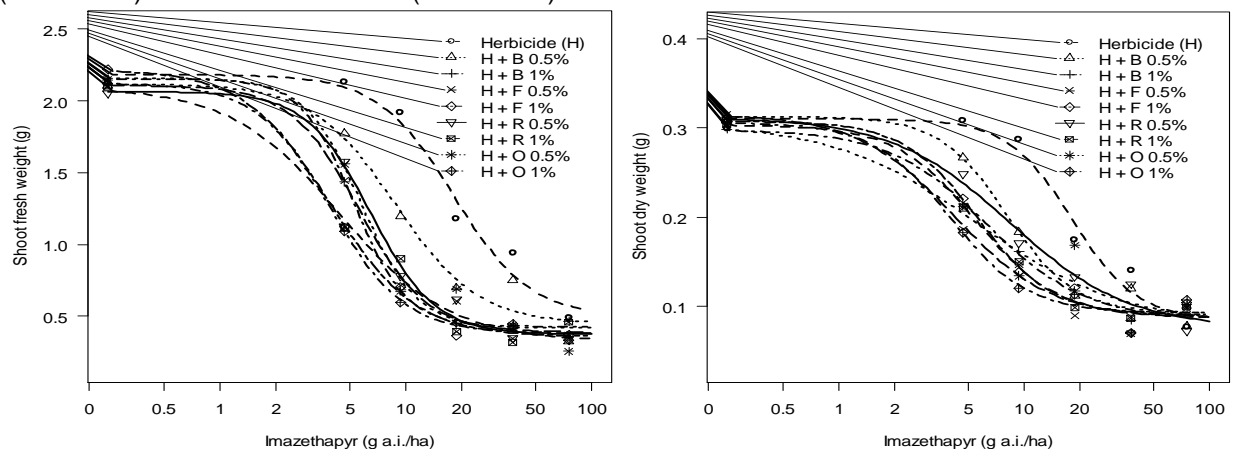 2.5
2.0
1.5
1.0
0.5
Shoot fresh weight (g)
Herbicide (H)
H + B 0.5%
H + B 1%
H + F 0.5%
H + F 1%
H + R 0.5%
H + R 1%
H + O 0.5%
H + O 1%
0 0.5 1 2 5 10 20 100
Imazethapyr (g a.i./ha)
0.4
0.3
0.2
0.1
Shoot dry weight (g)
Herbicide (H)
H + B 0.5%
H + B 1%
H + F 0.5%
H + F 1%
H + R 0.5%
H + R 1%
H + O 0.5%
H + O 1%
0 0.5 1 2 5 10 20 100
Imazethapyr (g a.i./ha)